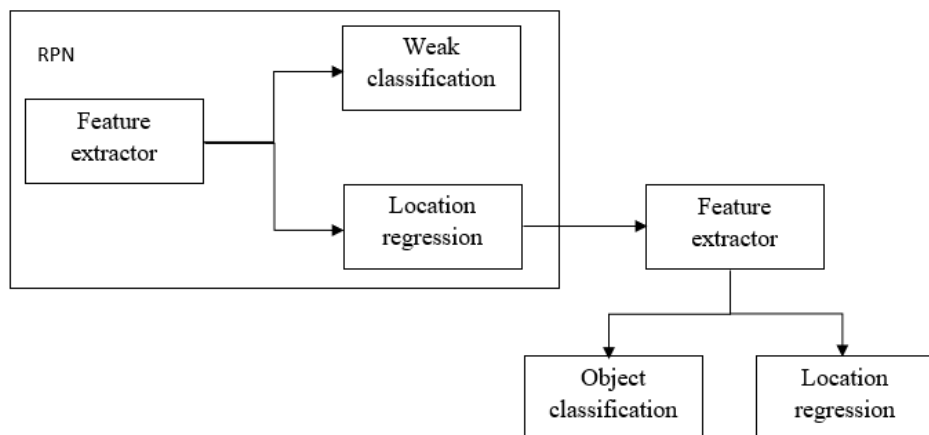 RPN
Weak
classification
Feature
extractor
Location
regression
Feature
extractor
Object
classification
Location
regression